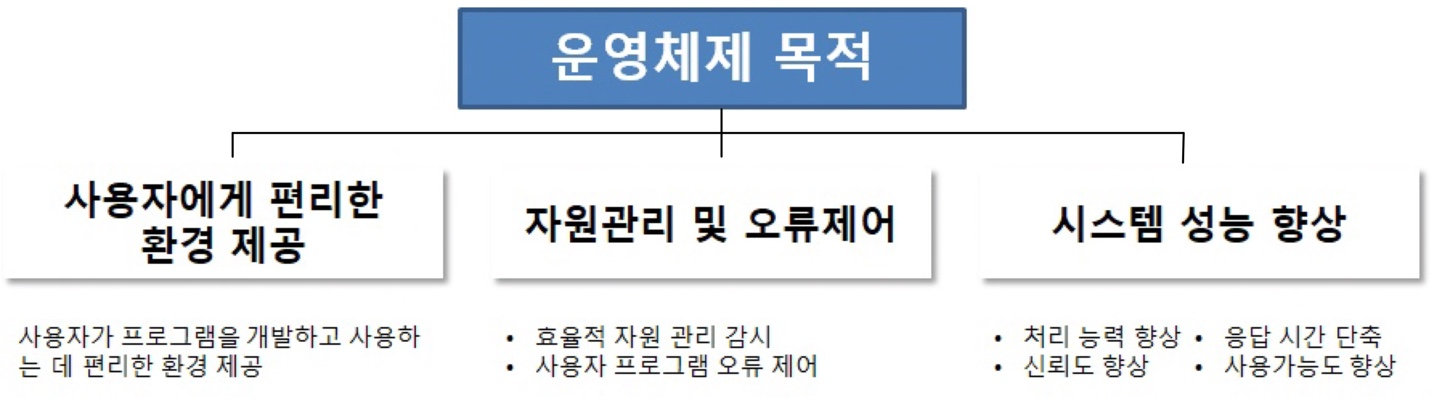 운영체제 목적
사용자에게 편리한
환경 제공
자원관리 및 오류제어
시스템 성능 향상
사용자가 프로그램을 개발하고 사용하
는 데 편리한 환경 제공
• 효율적 자원 관리 감시
• 사용자 프로그램 오류 제어
• 처리 능력 향상 • 응답 시간 단축
• 신뢰도 향상 • 사용가능도 향상